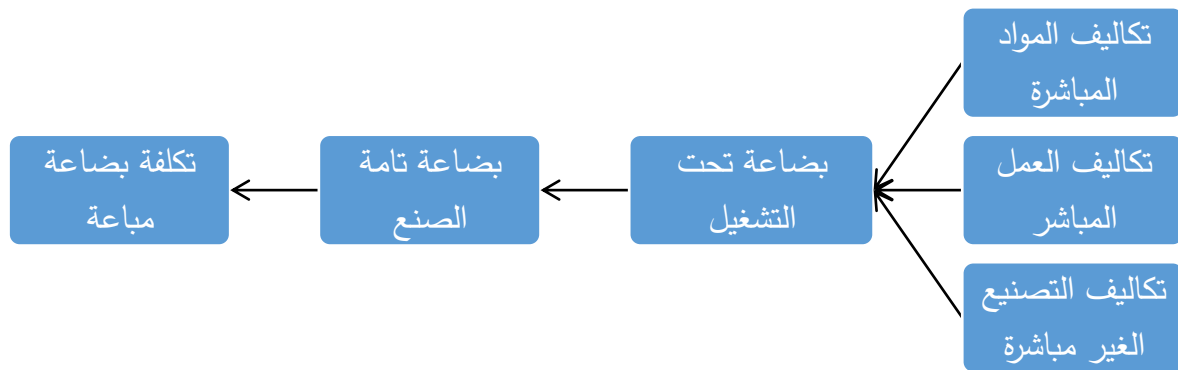 تكاليف المواد
المباشرة
تكاليف العمل
المباشر
تكاليف التصنيع
الغير مباشرة
بضاعة تحت
التشغيل
بضاعة تامة
الصنع
تكلفة بضاعة
مباعة